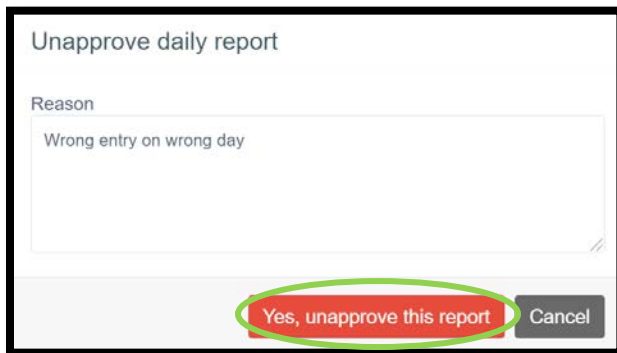 Unapprove daily report
Reason
Wrong entry on wrong day
Yes, unapprove this report Cancel